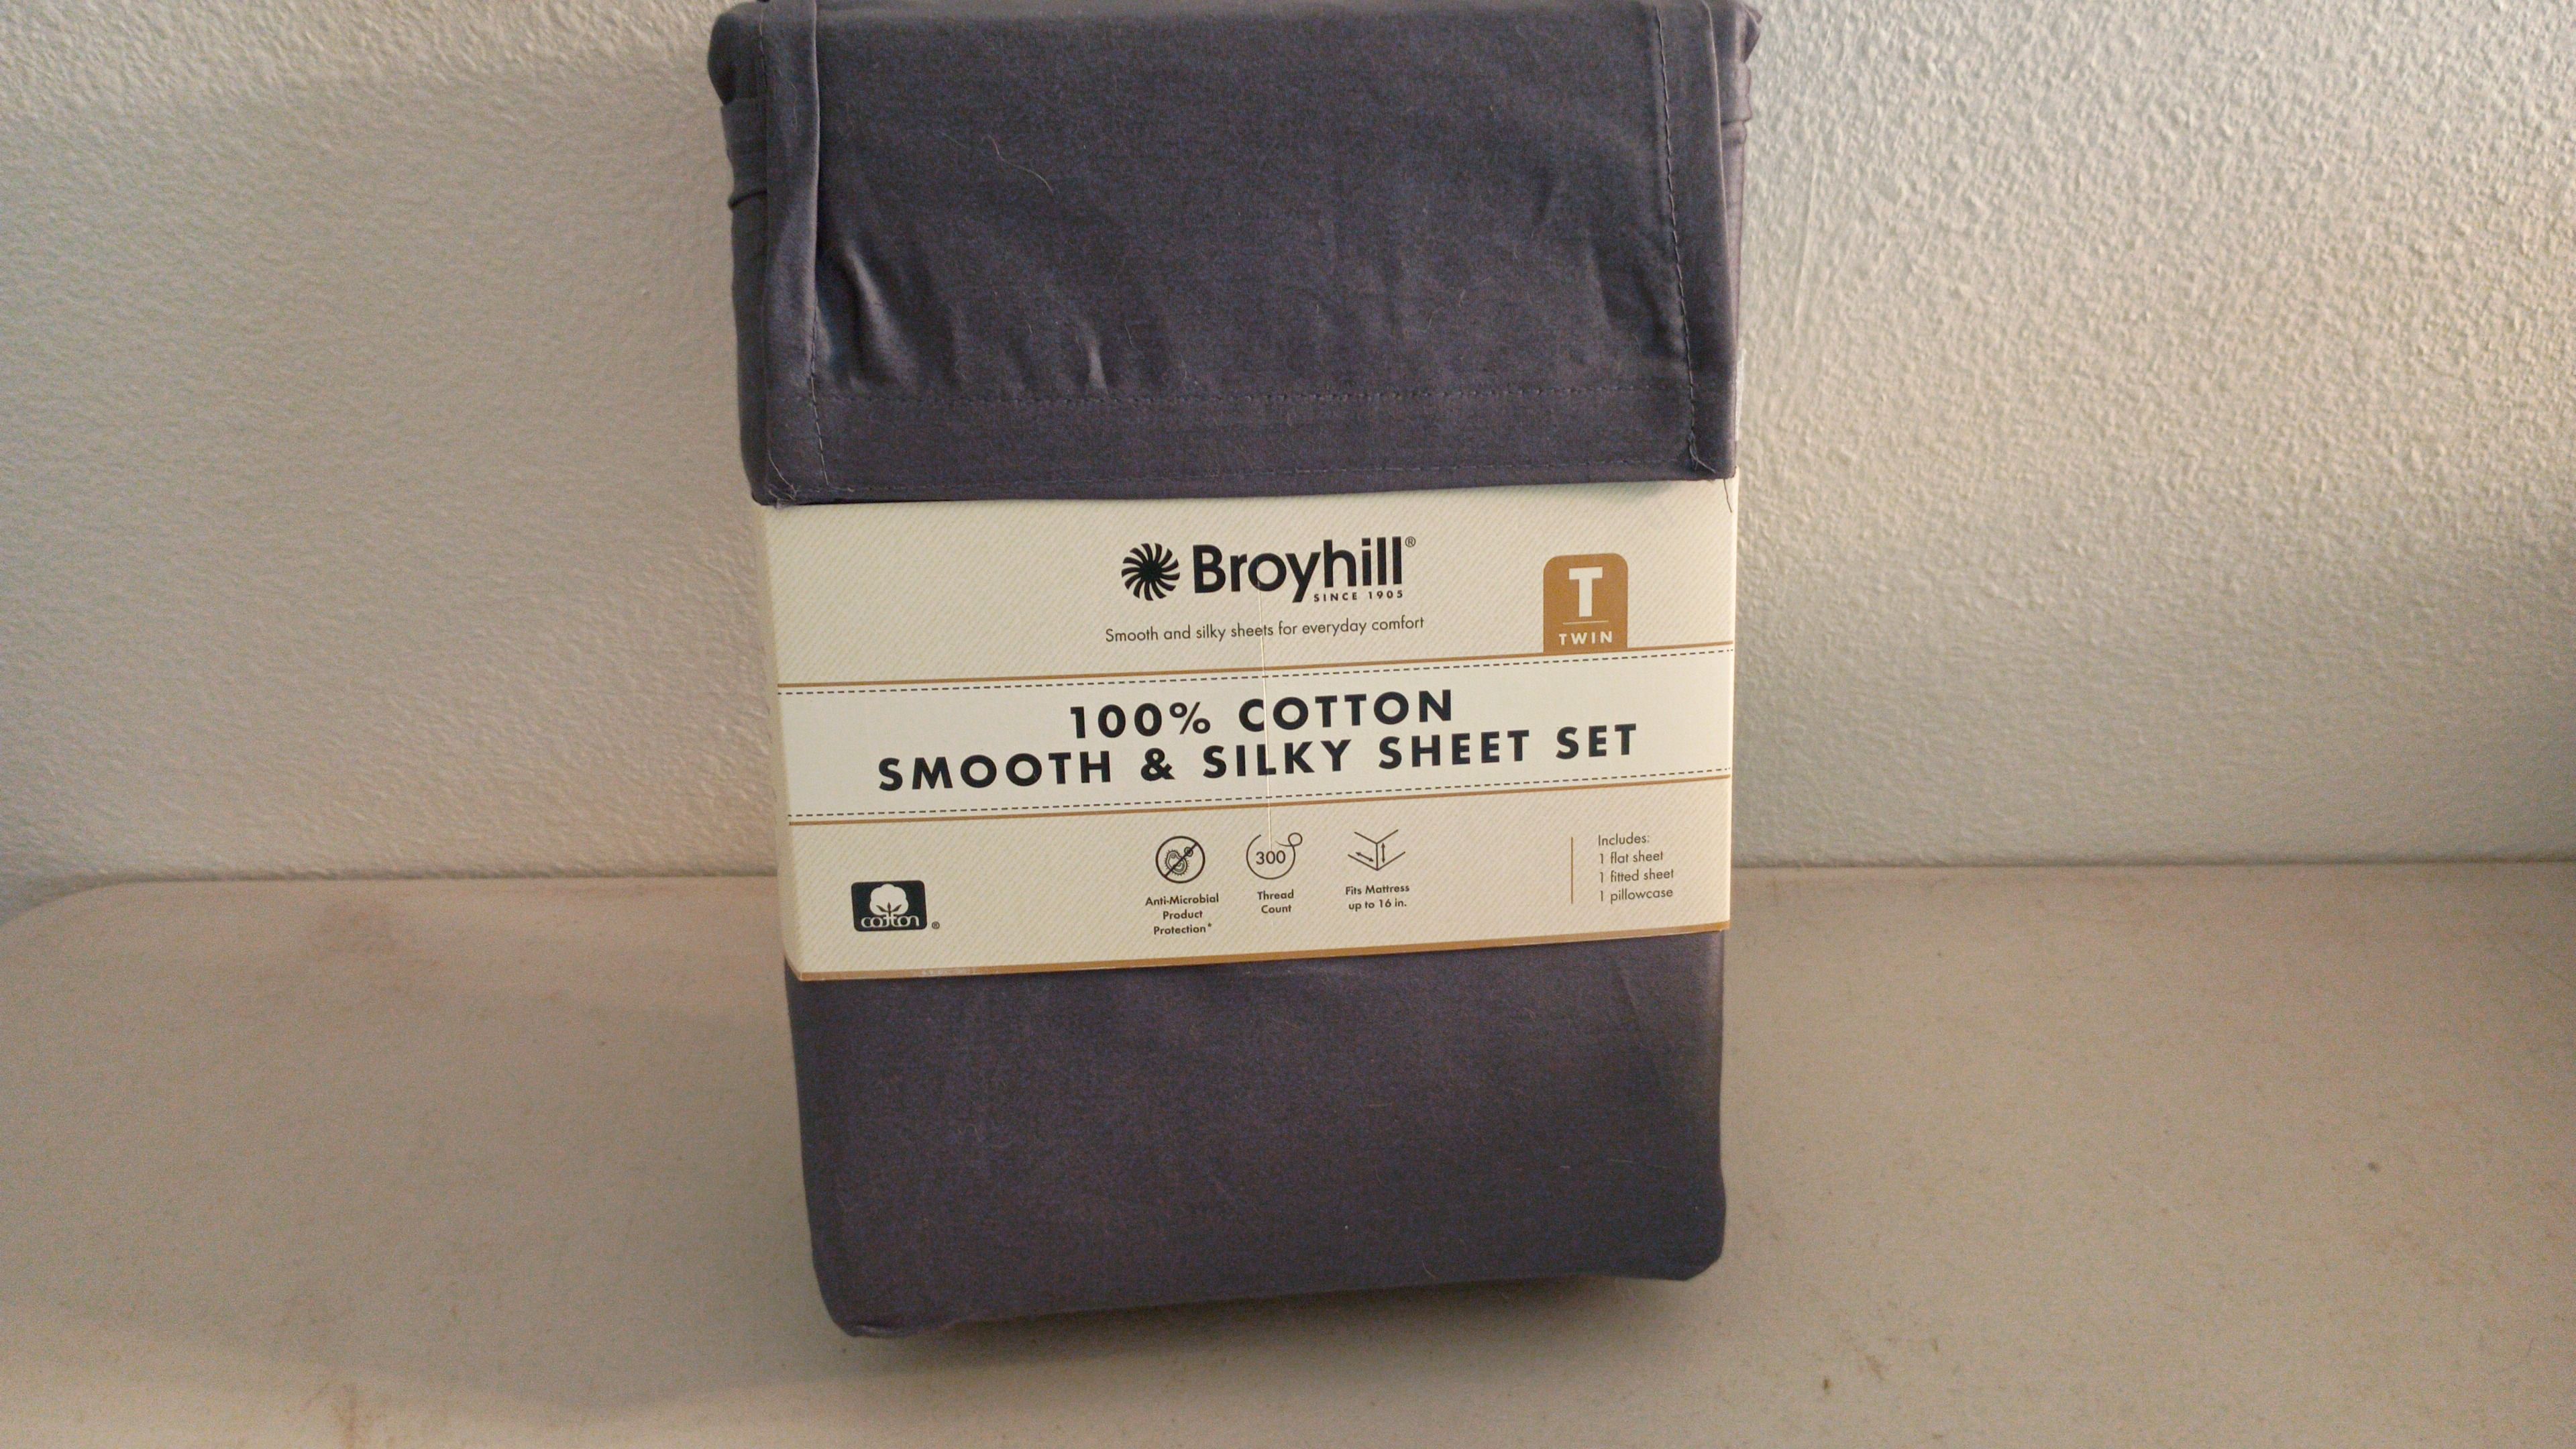 Broyhill®
SINCE 1905
Smooth and silky sheets for everyday comfort
T
TWIN
100% COTTON
SMOOTH & SILKY SHEET SET
cotton®
Anti-Microbial
Product
Protection*
300
Thread
Count
Fits Mattress
up to 16 in.
Includes:
1 flat sheet
1 fitted sheet
1 pillowcase